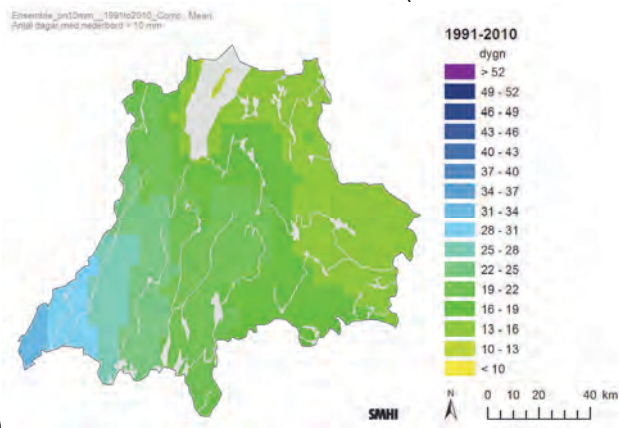 Ensemble_pn10mm__1991to2010_Gomc_ Mean
Antal dagar med nederbörd > 10 mm
1991-2010
dygn
> 52
49 - 52
46 - 49
43 - 46
40 - 43
37 - 40
34 - 37
31 - 34
28 - 31
25 - 28
22 - 25
19 - 22
16 - 19
13 - 16
10 - 13
< 10
SMHI
N
0 10 20 40 km